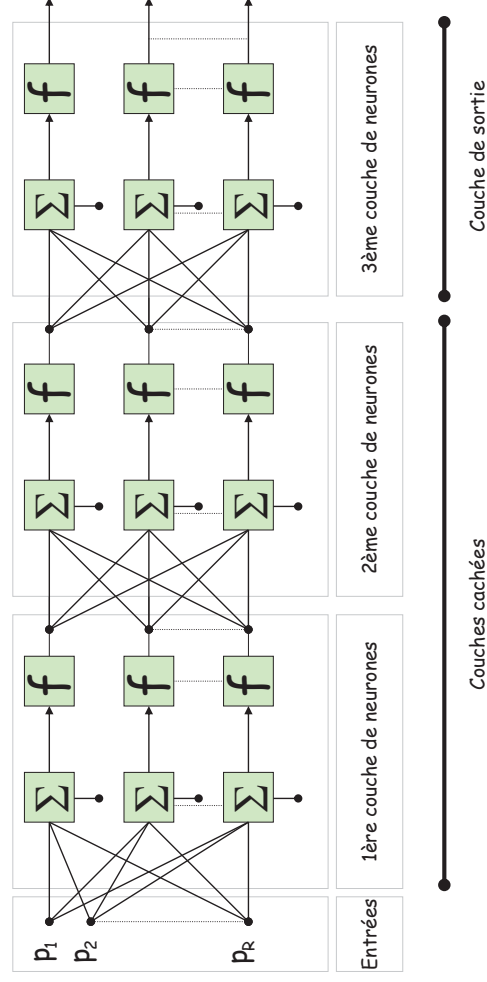 p1
p2
pR
Σ f Σ f Σ f
Σ f Σ f Σ f
Σ f Σ f Σ f
Entrées
1ère couche de neurones
2ème couche de neurones
3ème couche de neurones
Couches cachées
Couche de sortie